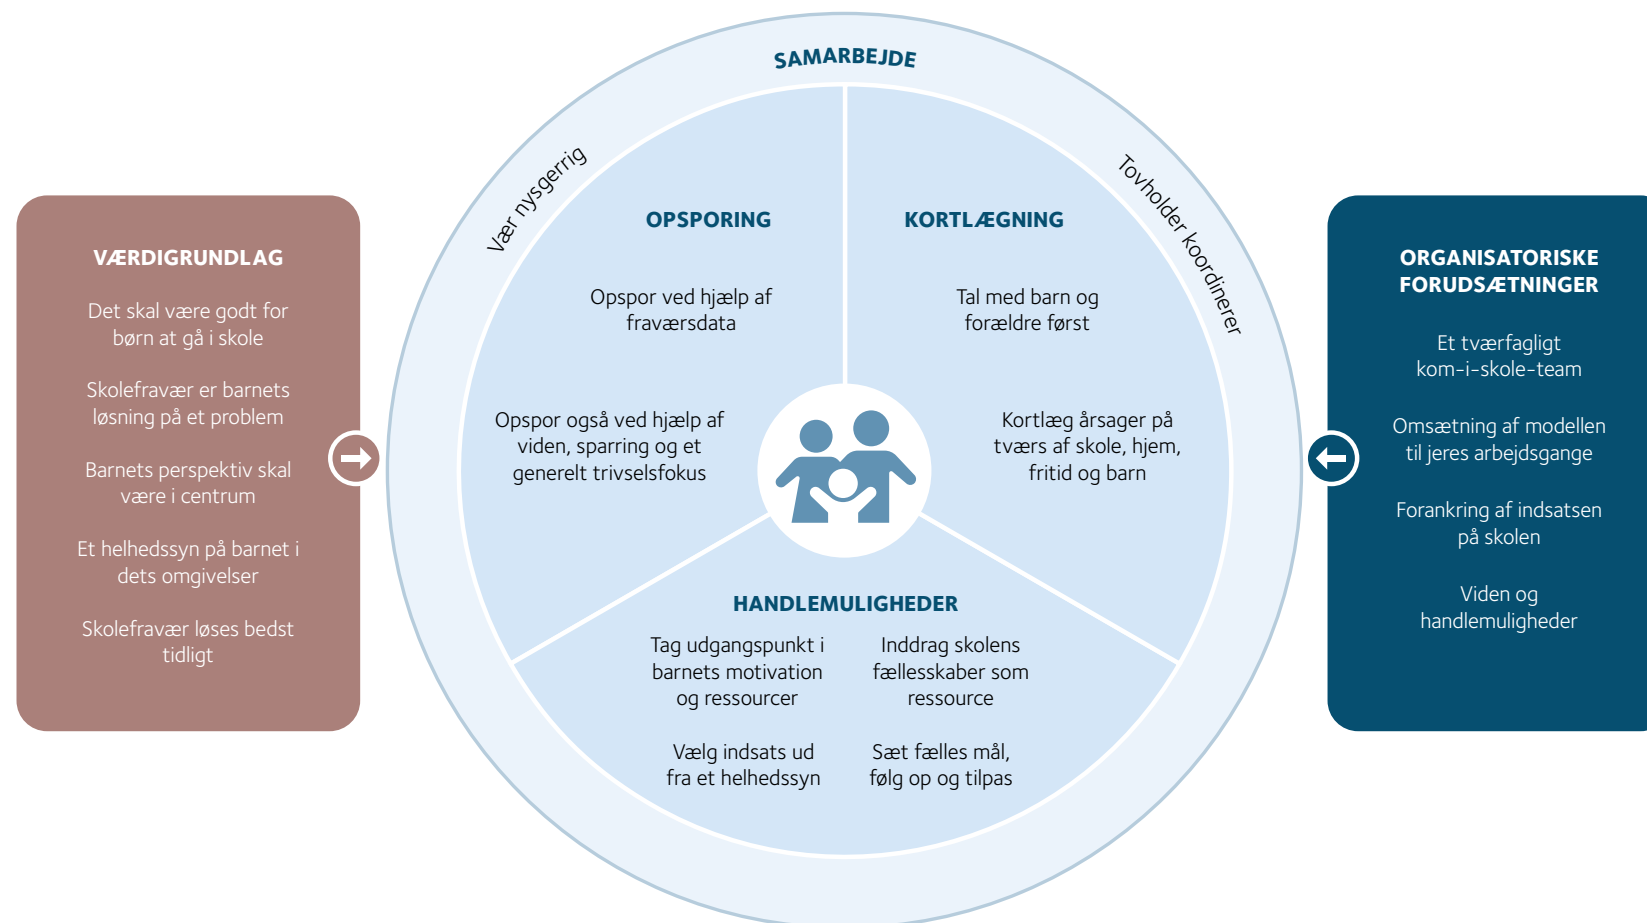 SAMARBEJDE
Vær nysgerrig
Tovholder koordinerer
VÆRDIGRUNDLAG
Det skal være godt for
børn at gå i skole
Skolefravær er barnets
løsning på et problem
Barnets perspektiv skal
være i centrum
Et helhedssyn på barnet i
dets omgivelser
Skolefravær løses bedst
tidligt
OPSPORING
Opspor ved hjælp af
fraværsdata
Opspor også ved hjælp af
viden, sparring og et
generelt trivselsfokus
KORTLÆGNING
Tal med barn og
forældre først
Kortlæg årsager på
tværs af skole, hjem,
fritid og barn
HANDLEMULIGHEDER
Tag udgangspunkt i
barnets motivation
og ressourcer
Inddrag skolens
fællesskaber som
ressource
Vælg indsats ud
fra et helhedssyn
Sæt fælles mål,
følg op og tilpas
ORGANISATORISKE
FORUDSÆTNINGER
Et tværfagligt
kom-i-skole-team
Omsætning af modellen
til jeres arbejdsgange
Forankring af indsatsen
på skolen
Viden og
handlemuligheder